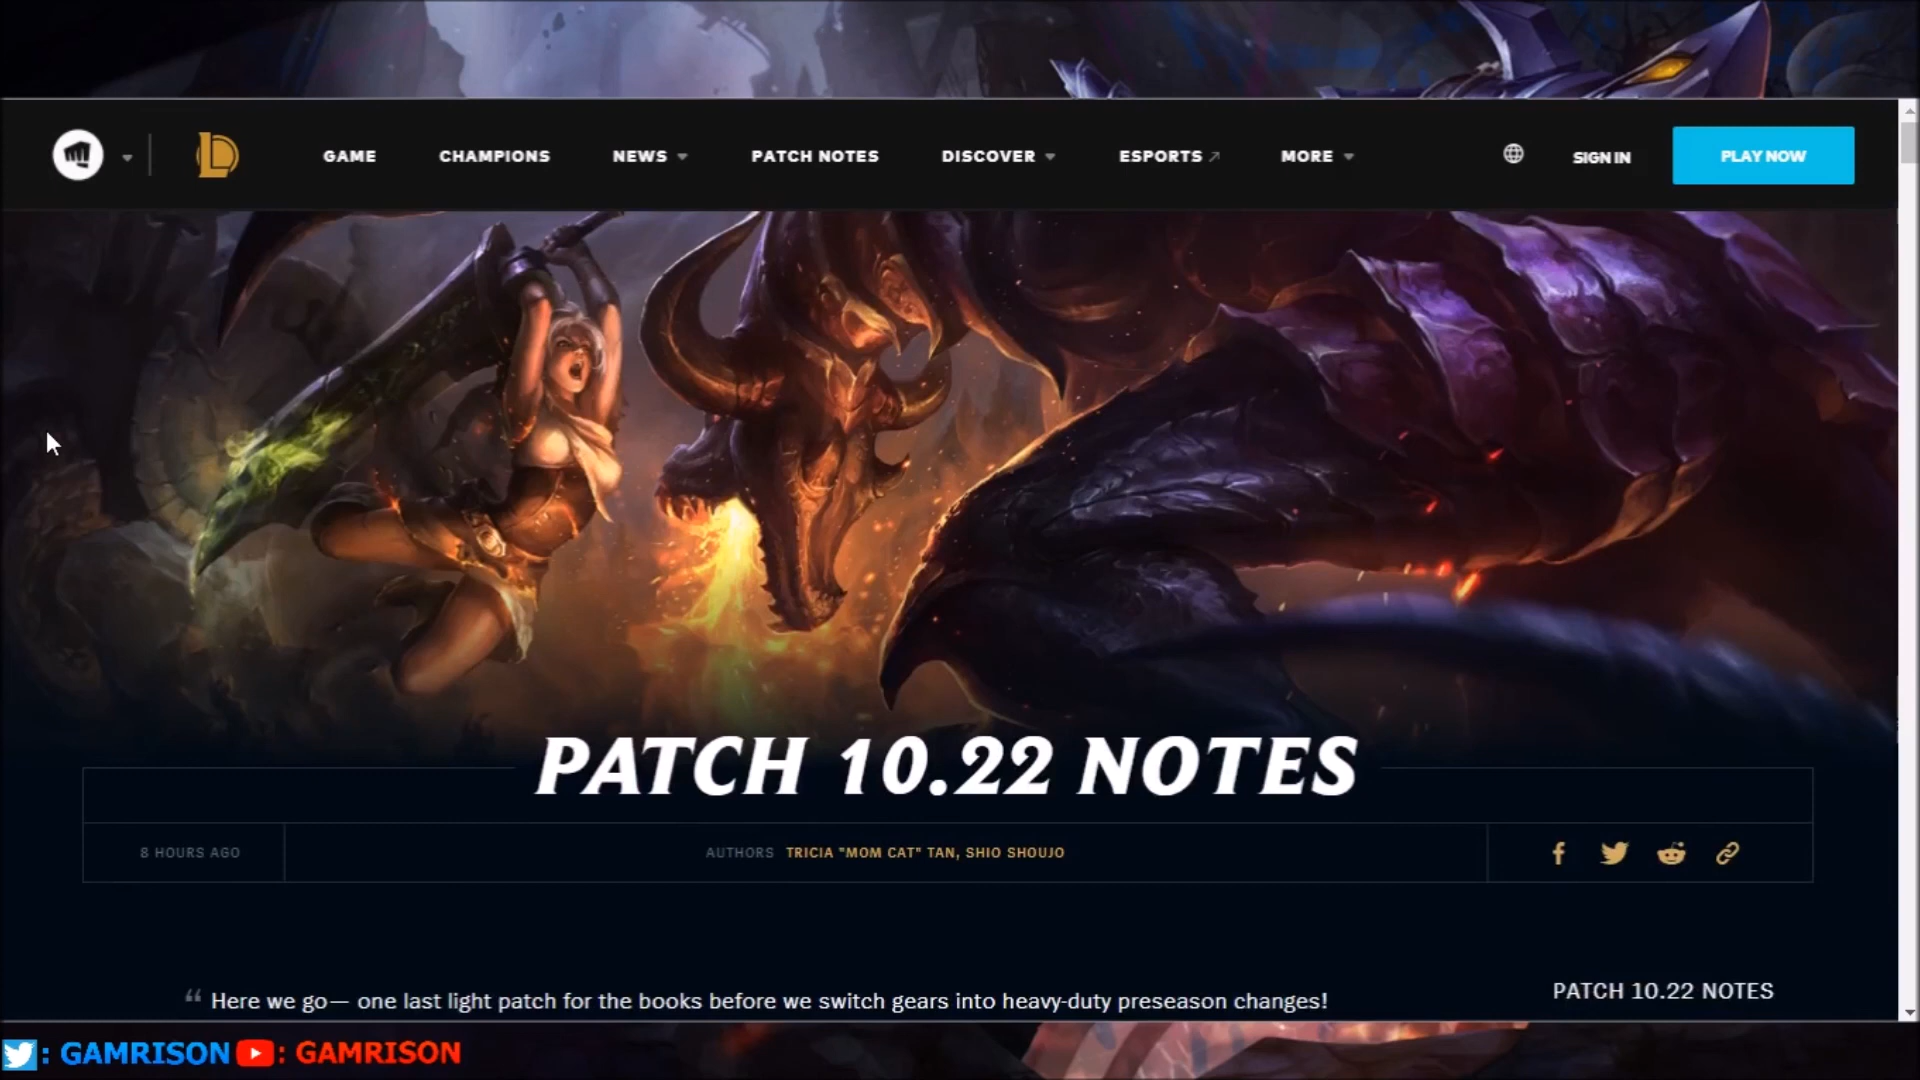 GAME CHAMPIONS NEWS PATCH NOTES DISCOVER ESPORTS MORE SIGN IN PLAY NOW
PATCH 10.22 NOTES
8 HOURS AGO AUTHORS TRICIA "MOM CAT" TAN, SHIO SHOUJO
“ Here we go— one last light patch for the books before we switch gears into heavy-duty preseason changes!
PATCH 10.22 NOTES
: GAMRISON : GAMRISON